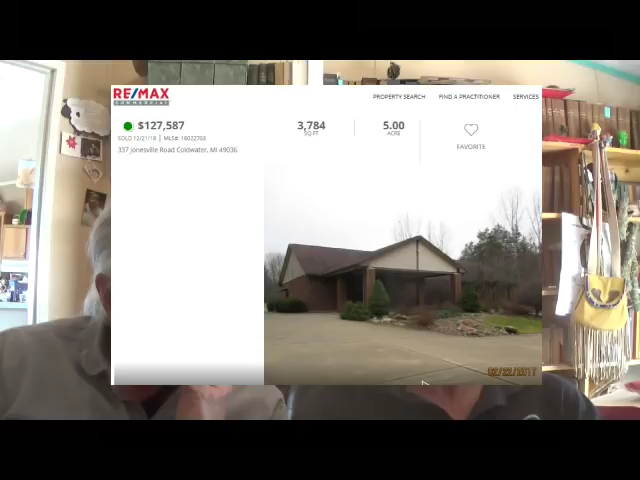 RE/MAX
COMMERCIAL
PROPERTY SEARCH FIND A PRACTITIONER SERVICES
$127,587
SOLD 12/21/18 | MLS#: 18022703
3,784
SQ FT
5.00
ACRE
FAVORITE
337 Jonesville Road Coldwater, MI 49036
02/22/2017